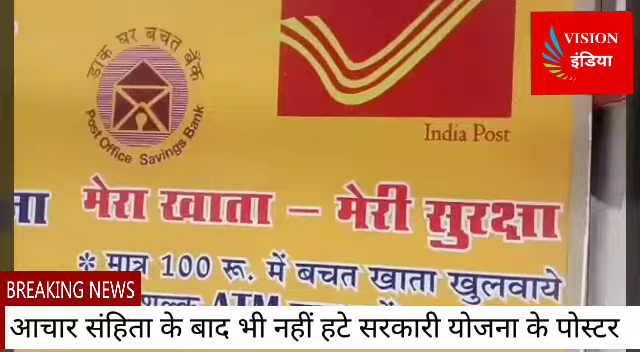 VISION
इंडिया
डाक घर बचत बैंक
Post Office Savings Bank
India Post
ना मेरा खाता – मेरी सुरक्षा
* मात्र 100 रू. में बचत खाता खुलवाये
ATM
BREAKING NEWS
आचार संहिता के बाद भी नहीं हटे सरकारी योजना के पोस्टर